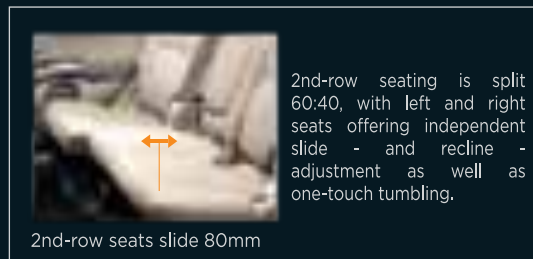 2nd-row seating is split
60:40, with left and right
seats offering independent
slide - and recline -
adjustment as well as
one-touch tumbling.
2nd-row seats slide 80mm